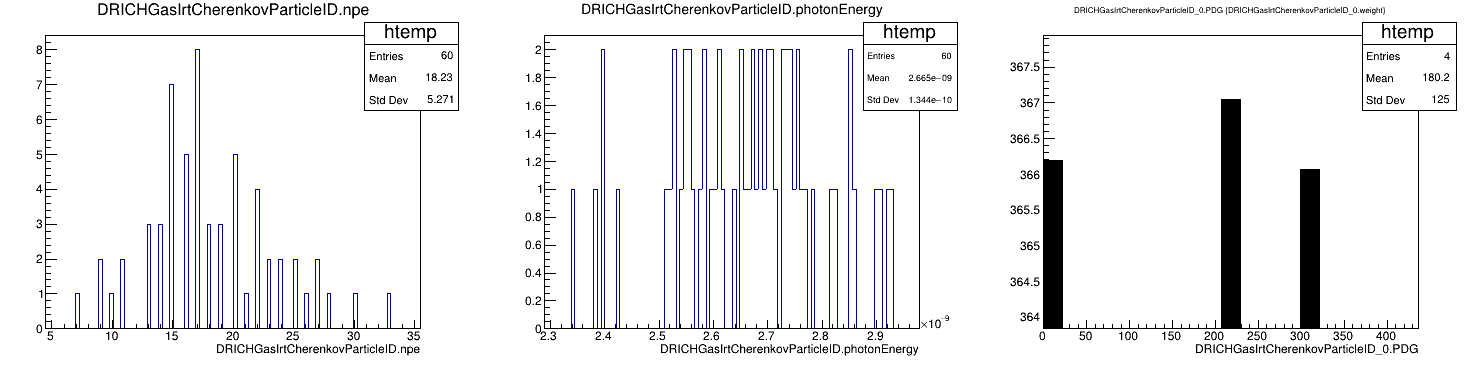 DRICHGasIrtCherenkovParticleID.npe
htemp
Entries 60
Mean 18.23
Std Dev 5.271
8
7
6
5
4
3
2
1
0
5 10 15 20 25 30 35
DRICHGasIrtCherenkovParticleID.npe
DRICHGasIrtCherenkovParticleID.photonEnergy
htemp
Entries 60
Mean 2.665e−09
Std Dev 1.344e−10
2
1.8
1.6
1.4
1.2
1
0.8
0.6
0.4
0.2
0
2.3 2.4 2.5 2.6 2.7 2.8 2.9
×10⁻⁹
DRICHGasIrtCherenkovParticleID.photonEnergy
DRICHGasIrtCherenkovParticleID_0.PDG {DRICHGasIrtCherenkovParticleID_0.weight}
htemp
Entries 4
Mean 180.2
Std Dev 125
367.5
367
366.5
366
365.5
365
364.5
364
0 50 100 150 200 250 300 350 400
DRICHGasIrtCherenkovParticleID_0.PDG